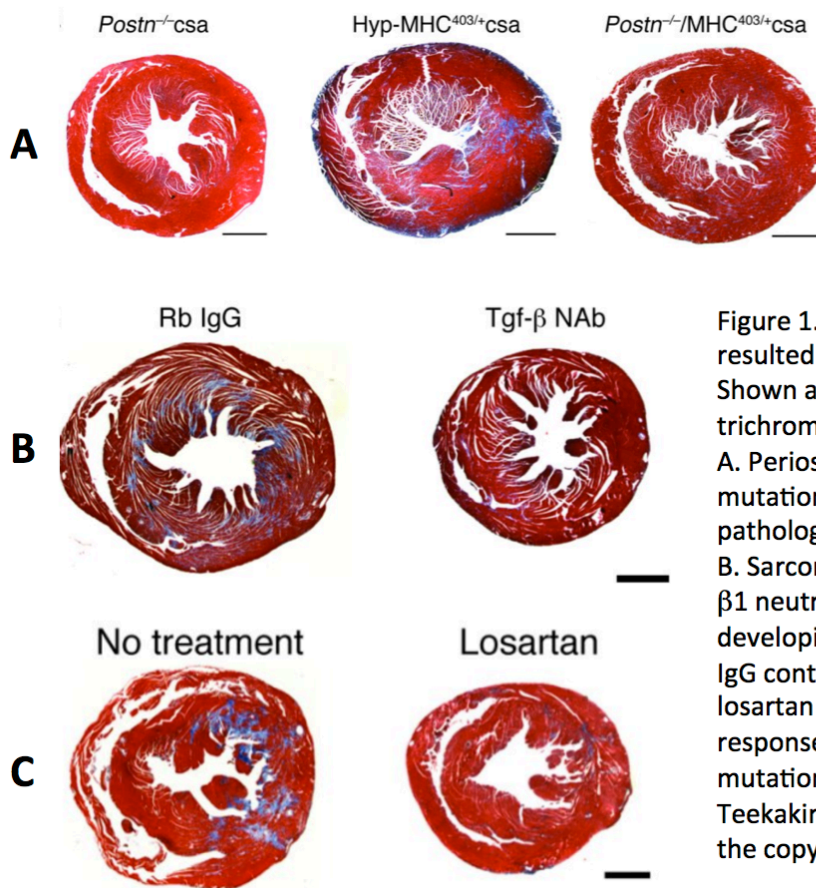 Postn–/–csa
Hyp-MHC403/+csa
Postn–/–/MHC403/+csa
A
Rb IgG
Tgf-β NAb
B
No treatment
Losartan
C
Figure 1.
resulted
Shown a
trichrom
A. Perios
mutation
patholog
B. Sarcor
β1 neutr
developi
IgG cont
losartan
response
mutation
Teekakir
the copy